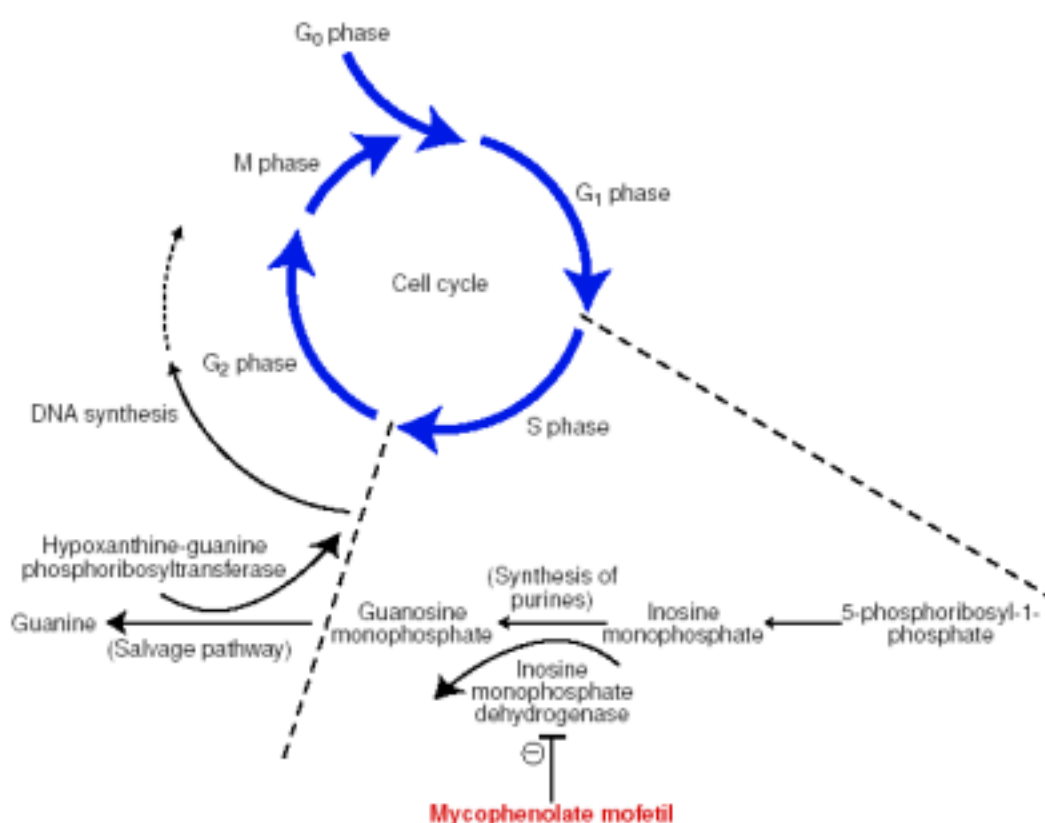 G₀ phase
M phase
G₁ phase
Cell cycle
G₂ phase
DNA synthesis
S phase
Hypoxanthine-guanine
phosphoribosyltransferase
(Synthesis of
purines)
Guanine
(Salvage pathway)
Guanosine
monophosphate
Inosine
monophosphate
5-phosphoribosyl-1-
phosphate
Inosine
monophosphate
dehydrogenase
Mycophenolate mofetil